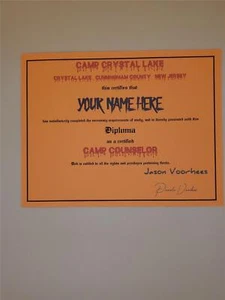 CAMP CRYSTAL LAKE
CRYSTAL LAKE, CUNNINGHAM COUNTY, NEW JERSEY
this certifies that
YOUR NAME HERE
Diploma
as a certified
CAMP COUNSELOR
Jason Voorhees